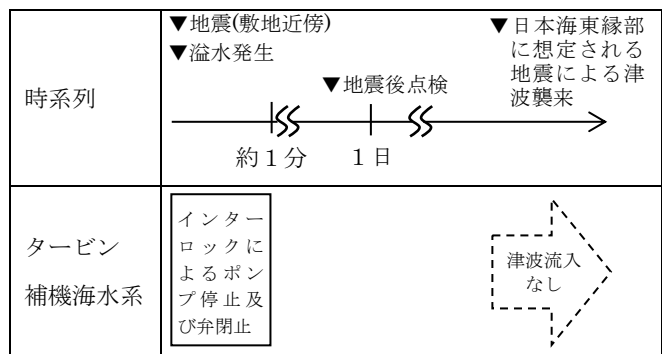 時系列
▼地震(敷地近傍)
▼溢水発生
▼地震後点検
▼日本海東縁部
に想定される
地震による津
波襲来
約1分
1日
タービン
補機海水系
インター
ロックに
よるポン
プ停止及
び弁閉止
津波流入
なし